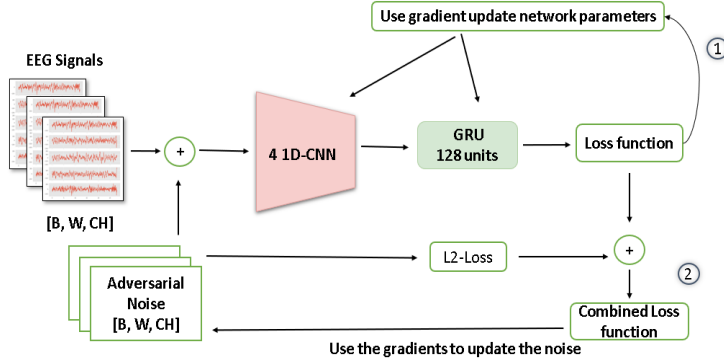 Use gradient update network parameters
1
EEG Signals
+
4 1D-CNN
GRU
128 units
Loss function
[B, W, CH]
Adversarial
Noise
[B, W, CH]
L2-Loss
+
2
Combined Loss
function
Use the gradients to update the noise